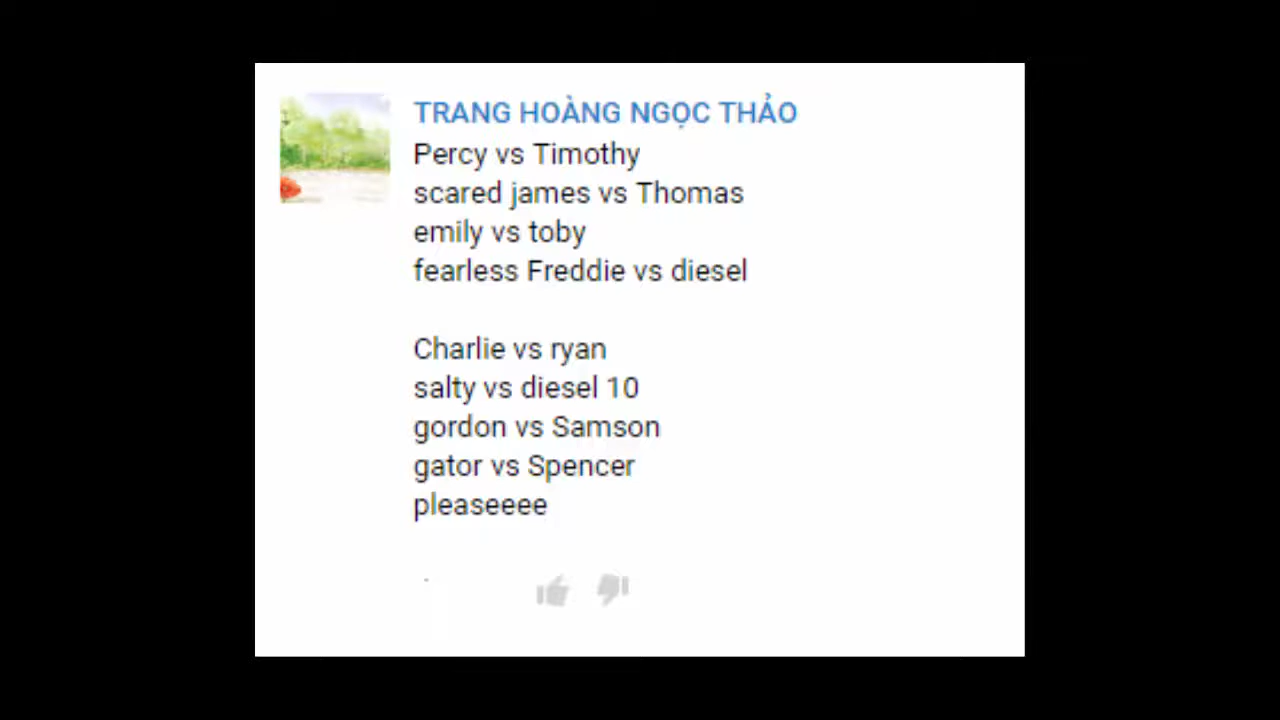 TRANG HOÀNG NGỌC THẢO
Percy vs Timothy
scared james vs Thomas
emily vs toby
fearless Freddie vs diesel
Charlie vs ryan
salty vs diesel 10
gordon vs Samson
gator vs Spencer
pleaseeee